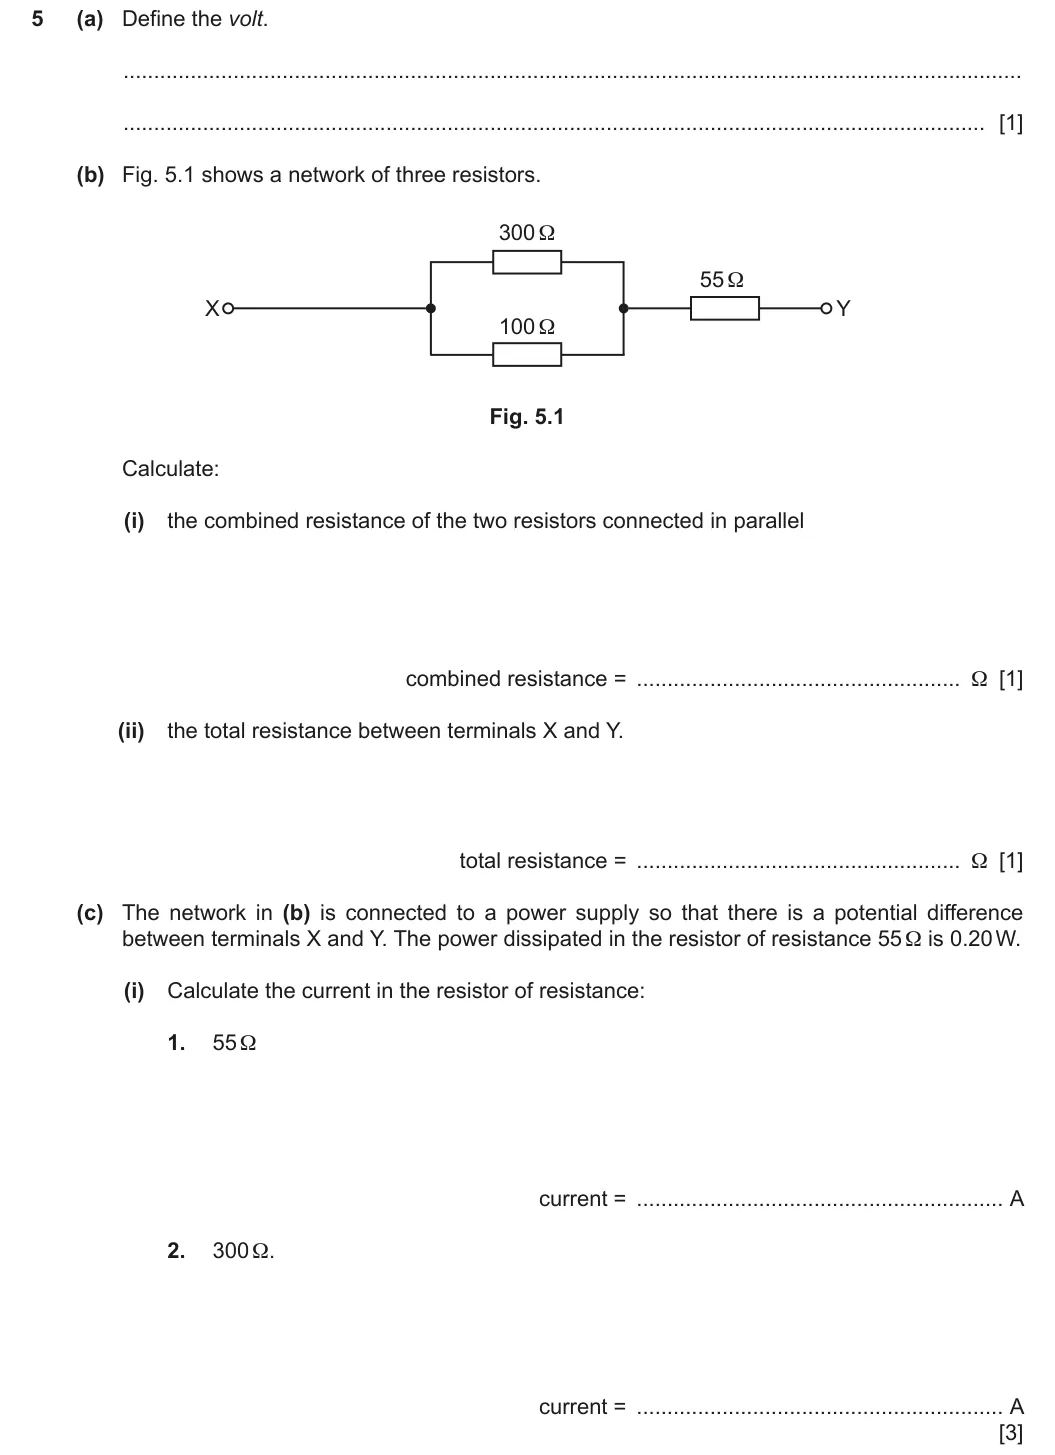 5 (a) Define the volt.
..........................................................................................................................................................
.................................................................................................................................................... [1]
(b) Fig. 5.1 shows a network of three resistors.
300 Ω
55 Ω
X
Y
100 Ω
Fig. 5.1
Calculate:
(i) the combined resistance of the two resistors connected in parallel
combined resistance = ..................................................... Ω [1]
(ii) the total resistance between terminals X and Y.
total resistance = ..................................................... Ω [1]
(c) The network in (b) is connected to a power supply so that there is a potential difference
between terminals X and Y. The power dissipated in the resistor of resistance 55 Ω is 0.20 W.
(i) Calculate the current in the resistor of resistance:
1. 55 Ω
current = ............................................................ A
2. 300 Ω.
current = ............................................................ A
[3]